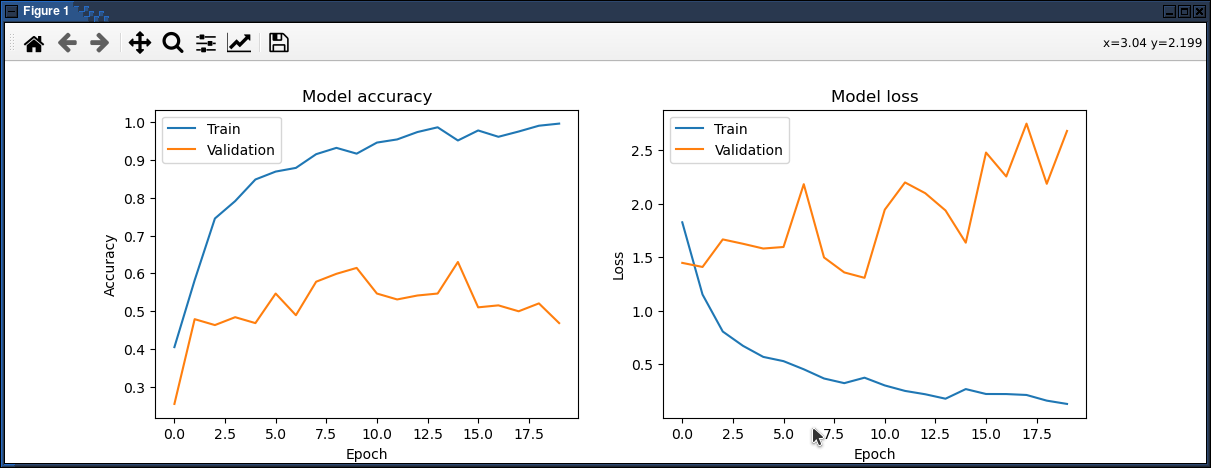 Figure 1
x=3.04 y=2.199
Model accuracy
Train
Validation
1.0
0.9
0.8
0.7
0.6
0.5
0.4
0.3
Accuracy
0.0 2.5 5.0 7.5 10.0 12.5 15.0 17.5
Epoch
Model loss
Train
Validation
2.5
2.0
1.5
1.0
0.5
Loss
0.0 2.5 5.0 7.5 10.0 12.5 15.0 17.5
Epoch